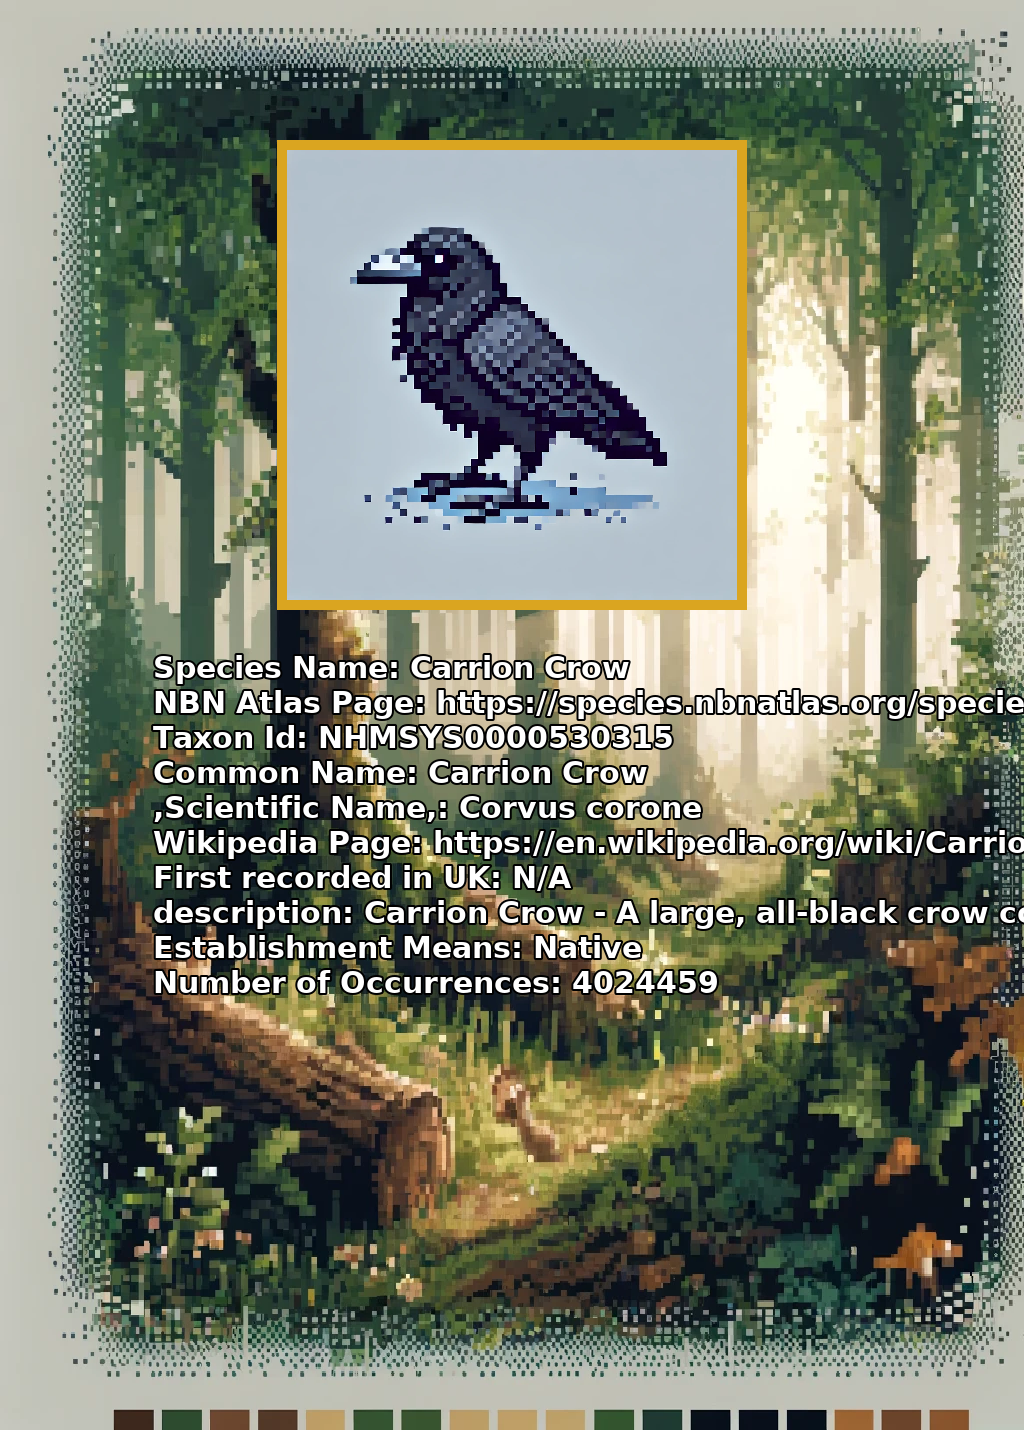 Species Name: Carrion Crow
NBN Atlas Page: https://species.nbnatlas.org/specie
Taxon Id: NHMSYS0000530315
Common Name: Carrion Crow
,Scientific Name,: Corvus corone
Wikipedia Page: https://en.wikipedia.org/wiki/Carrio
First recorded in UK: N/A
description: Carrion Crow - A large, all-black crow co
Establishment Means: Native
Number of Occurrences: 4024459